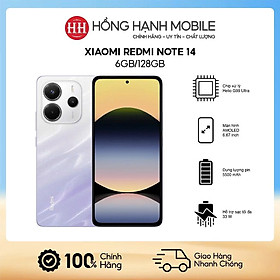 HH
HỒNG HẠNH MOBILE
CHÍNH HÃNG - UY TÍN - CHẤT LƯỢNG
XIAOMI REDMI NOTE 14
6GB/128GB
Chip xử lý
Helio G99 Ultra
Màn hình
AMOLED
6.67 inch
Dung lượng pin
5500 mAh
Hỗ trợ sạc tối đa
33 W
100% Chính
Hãng
Giao Hàng
Nhanh Chóng